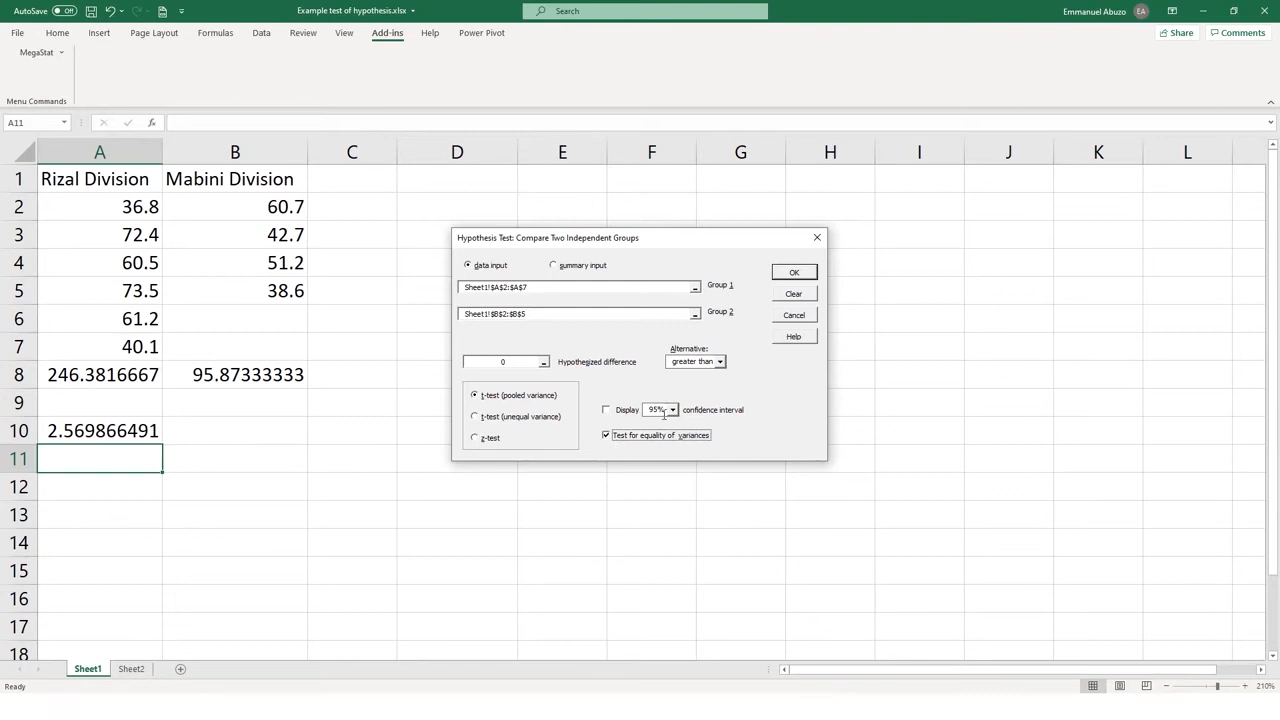 AutoSave Off Example test of hypothesis.xlsx Search Emmanuel Abuzo EA
File Home Insert Page Layout Formulas Data Review View Add-ins Help Power Pivot Share Comments
MegaStat
Menu Commands
A11 fx
A B C D E F G H I J K L
1 Rizal Division Mabini Division
2 36.8 60.7
3 72.4 42.7
4 60.5 51.2
5 73.5 38.6
6 61.2
7 40.1
8 246.3816667 95.87333333
9
10 2.569866491
11
12
13
14
15
16
17
18
Hypothesis Test: Compare Two Independent Groups
data input summary input
OK
Sheet1!$A$2:$A$7 Group 1
Clear
Sheet1!$B$2:$B$5 Group 2
Cancel
Help
Alternative:
0 Hypothesized difference greater than
t-test (pooled variance)
t-test (unequal variance)
z-test
Display 95% confidence interval
Test for equality of variances
Sheet1 Sheet2
Ready 210%